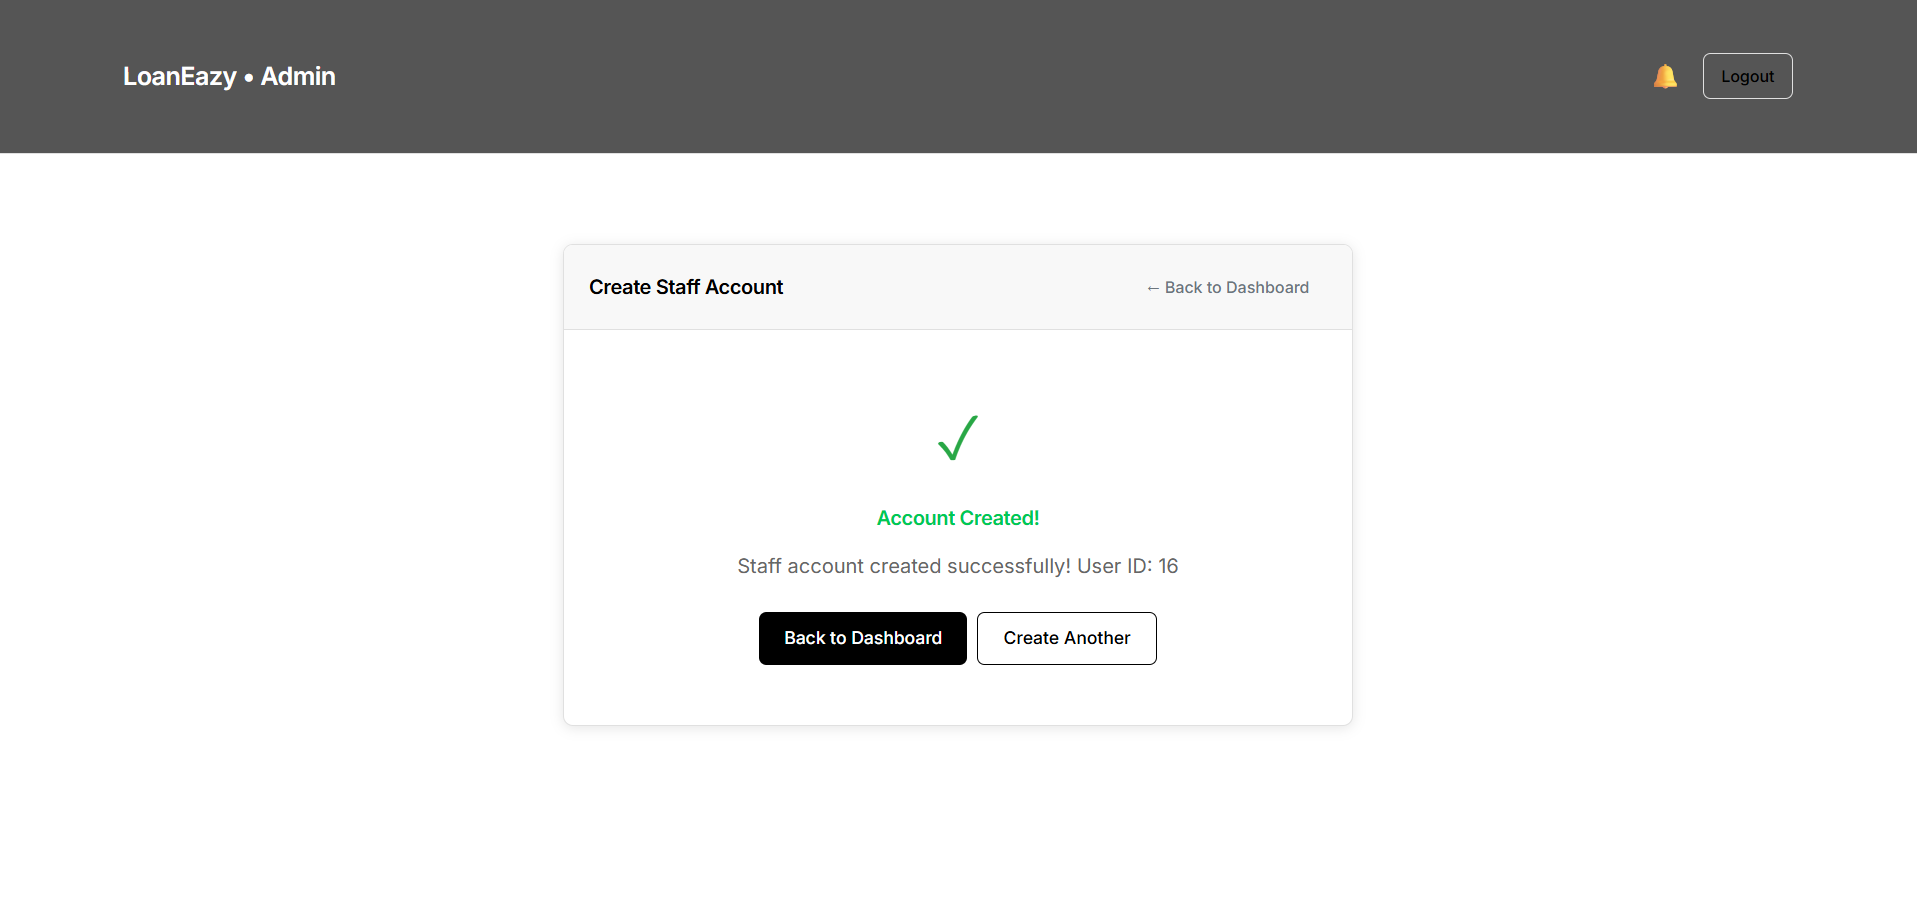 LoanEazy • Admin
Logout
Create Staff Account
← Back to Dashboard
Account Created!
Staff account created successfully! User ID: 16
Back to Dashboard
Create Another